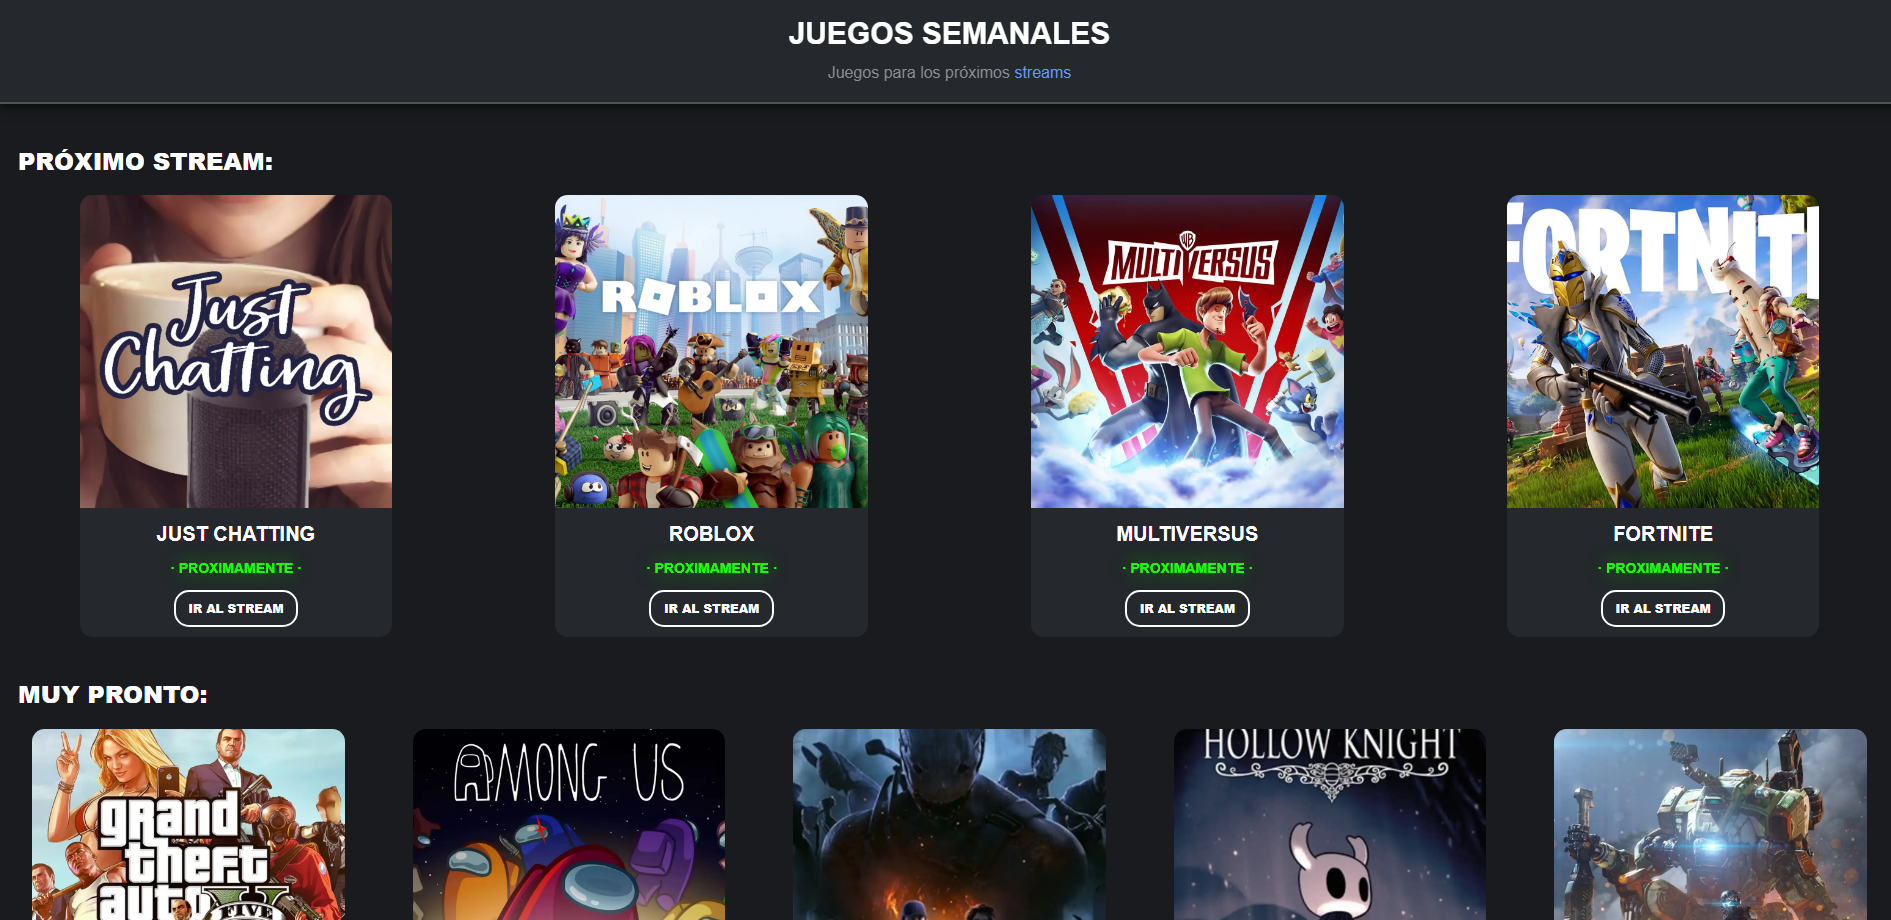 JUEGOS SEMANALES
Juegos para los próximos streams
PRÓXIMO STREAM:
Just
Chatting
ROBLOX
MULTIVERSUS
FORTNIT
JUST CHATTING
ROBLOX
MULTIVERSUS
FORTNITE
· PROXIMAMENTE ·
· PROXIMAMENTE ·
· PROXIMAMENTE ·
· PROXIMAMENTE ·
IR AL STREAM
IR AL STREAM
IR AL STREAM
IR AL STREAM
MUY PRONTO:
grand
theft
auto
V
FIVE
AMONG US
HOLLOW KNIGHT